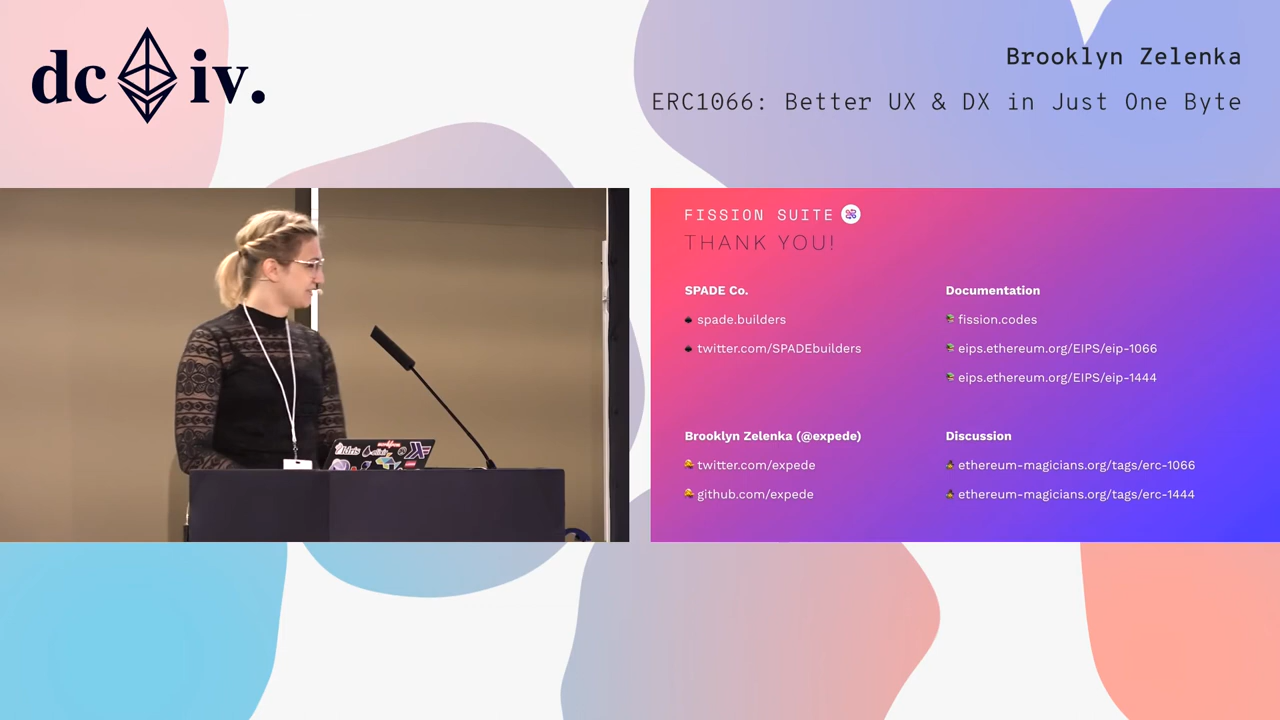 dc iv.
Brooklyn Zelenka
ERC1066: Better UX & DX in Just One Byte
FISSION SUITE
THANK YOU!
SPADE Co.
spade.builders
twitter.com/SPADEbuilders
Documentation
fission.codes
eips.ethereum.org/EIPS/eip-1066
eips.ethereum.org/EIPS/eip-1444
Brooklyn Zelenka (@expede)
twitter.com/expede
github.com/expede
Discussion
ethereum-magicians.org/tags/erc-1066
ethereum-magicians.org/tags/erc-1444